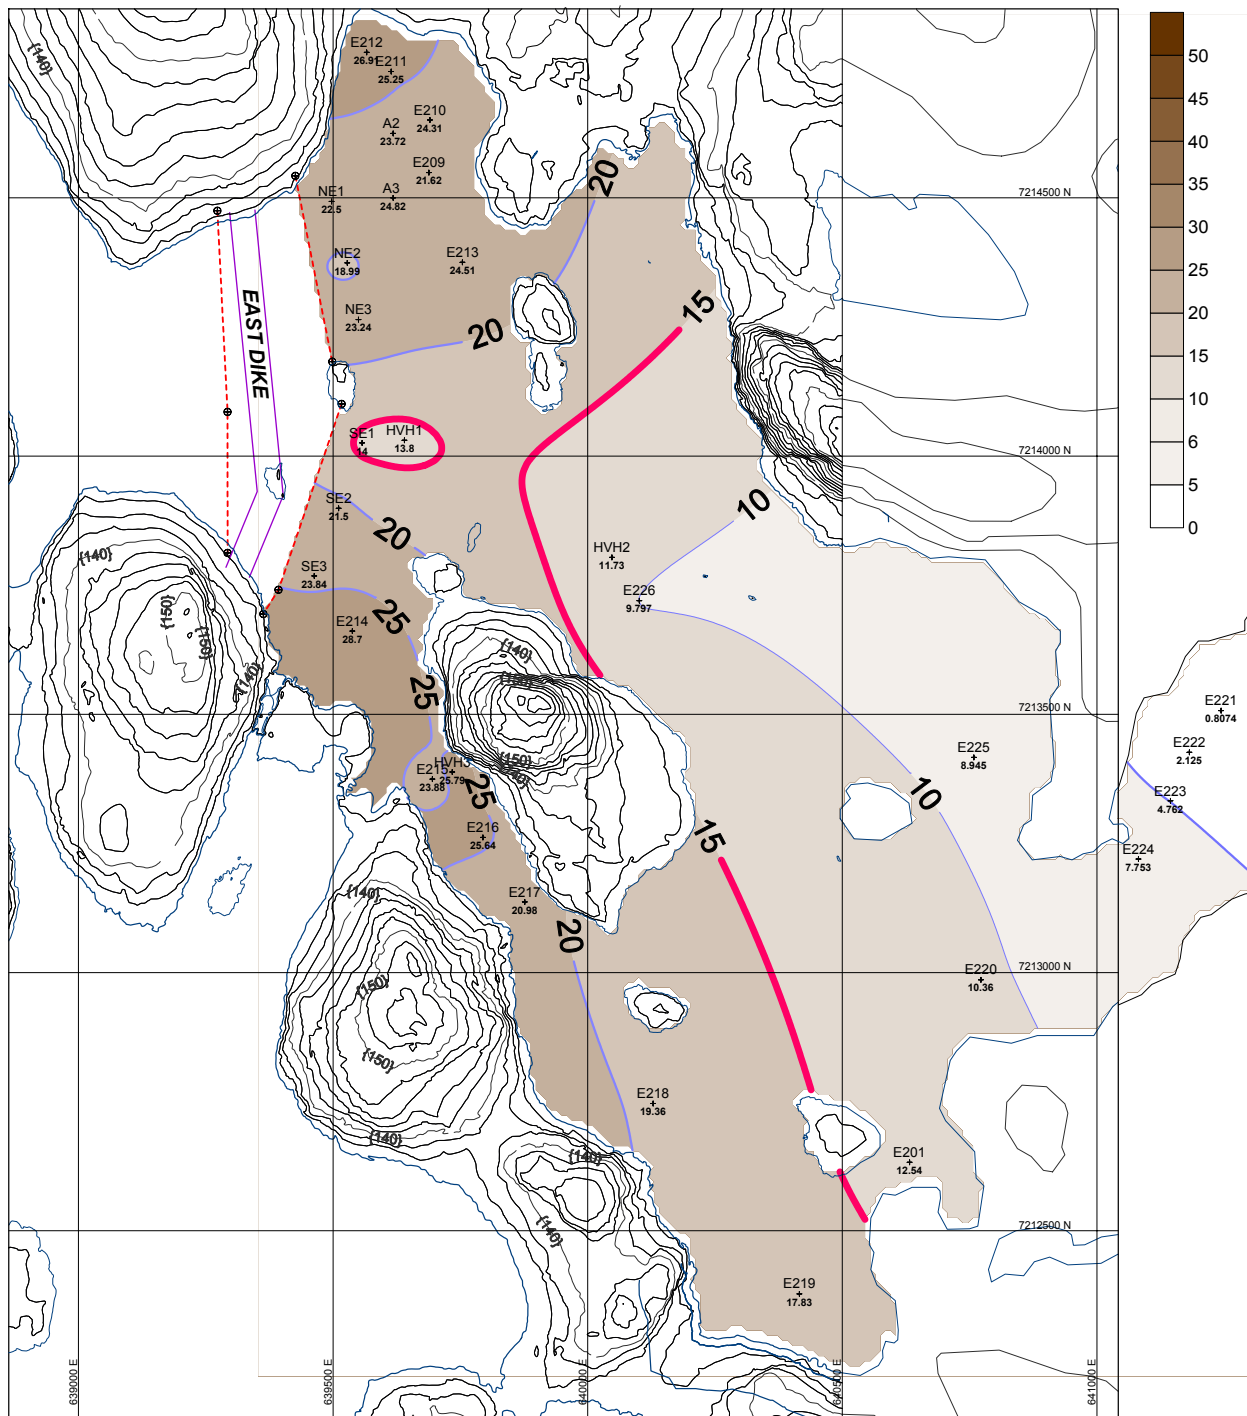 {140}
E212
26.91
E211
25.25
E210
24.31
A2
23.72
E209
21.62
A3
24.82
NE1
22.5
NE2
18.99
E213
24.51
NE3
23.24
20
20
15
7214500 N
50
45
40
35
30
25
20
15
10
6
5
0
EAST DIKE
SE1
14
HVH1
13.8
7214000 N
SE2
21.5
20
10
HVH2
11.73
E226
9.797
SE3
23.84
E214
28.7
25
25
{140}
{150}
{150}
{140}
{140}
{150}
{150}
{140}
7213500 N
E221
0.8074
E222
2.125
E223
4.762
E224
7.753
E225
8.945
10
HVH3
25.79
E215
23.88
25
E216
25.64
15
E217
20.98
20
{140}
{150}
{150}
{140}
7213000 N
E220
10.36
E218
19.36
E201
12.54
{140}
{140}
7212500 N
E219
17.83
639000 E
639500 E
640000 E
640500 E
641000 E